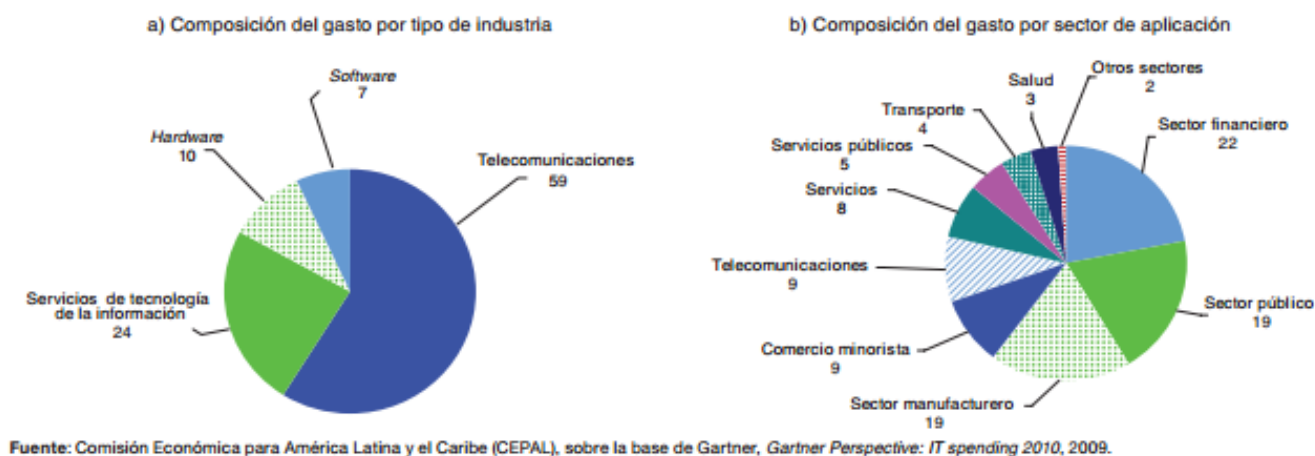 a) Composición del gasto por tipo de industria
Software
7
Hardware
10
Telecomunicaciones
59
Servicios de tecnología
de la información
24
b) Composición del gasto por sector de aplicación
Otros sectores
2
Salud
3
Transporte
4
Sector financiero
22
Servicios públicos
5
Servicios
8
Telecomunicaciones
9
Sector público
19
Comercio minorista
9
Sector manufacturero
19
Fuente: Comisión Económica para América Latina y el Caribe (CEPAL), sobre la base de Gartner, Gartner Perspective: IT spending 2010, 2009.